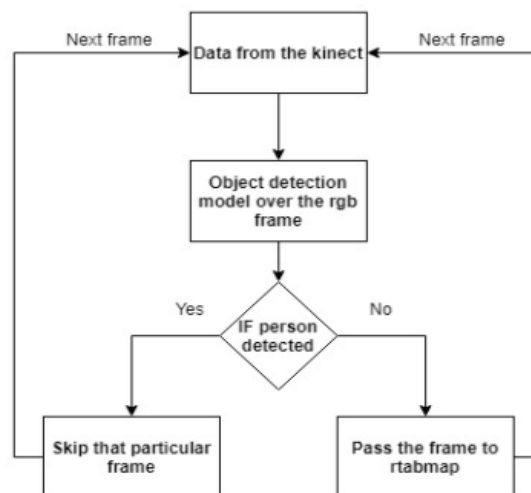 Next frame
Next frame
Data from the kinect
Object detection
model over the rgb
frame
Yes
No
IF person
detected
Skip that particular
frame
Pass the frame to
rtabmap